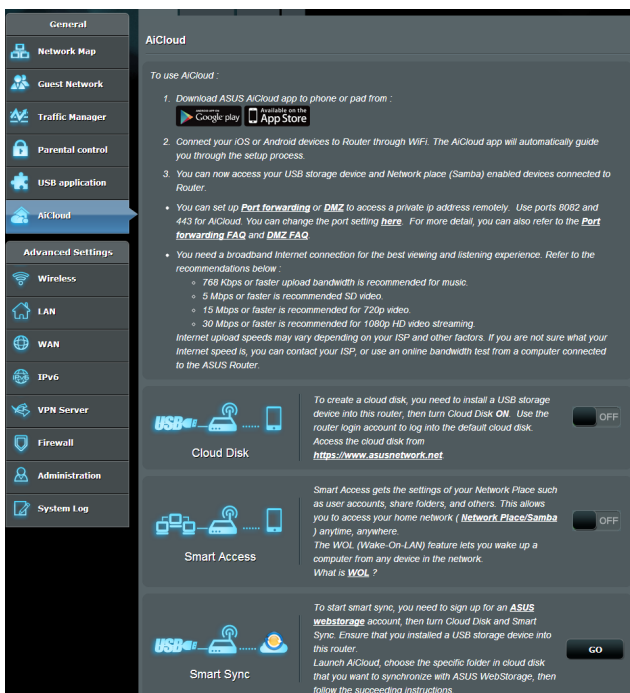 General
Network Map
Guest Network
Traffic Manager
Parental control
USB application
AiCloud
Advanced Settings
Wireless
LAN
WAN
IPv6
VPN Server
Firewall
Administration
System Log
AiCloud
To use AiCloud :
1. Download ASUS AiCloud app to phone or pad from :
Google play
Available on the
App Store
2. Connect your iOS or Android devices to Router through WiFi. The AiCloud app will automatically guide
you through the setup process.
3. You can now access your USB storage device and Network place (Samba) enabled devices connected to
Router.
You can set up Port forwarding or DMZ to access a private ip address remotely. Use ports 8082 and
443 for AiCloud. You can change the port setting here. For more detail, you can also refer to the Port
forwarding FAQ and DMZ FAQ.
You need a broadband Internet connection for the best viewing and listening experience. Refer to the
recommendations below :
768 Kbps or faster upload bandwidth is recommended for music.
5 Mbps or faster is recommended SD video.
15 Mbps or faster is recommended for 720p video.
30 Mbps or faster is recommended for 1080p HD video streaming.
Internet upload speeds may vary depending on your ISP and other factors. If you are not sure what your
Internet speed is, you can contact your ISP, or use an online bandwidth test from a computer connected
to the ASUS Router.
USB
Cloud Disk
To create a cloud disk, you need to install a USB storage
device into this router, then turn Cloud Disk ON. Use the
router login account to log into the default cloud disk.
Access the cloud disk from
https://www.asusnetwork.net.
OFF
Smart Access
Smart Access gets the settings of your Network Place such
as user accounts, share folders, and others. This allows
you to access your home network ( Network Place/Samba
) anytime, anywhere.
The WOL (Wake-On-LAN) feature lets you wake up a
computer from any device in the network.
What is WOL ?
OFF
USB
Smart Sync
To start smart sync, you need to sign up for an ASUS
webstorage account, then turn Cloud Disk and Smart
Sync. Ensure that you installed a USB storage device into
this router.
Launch AiCloud, choose the specific folder in cloud disk
that you want to synchronize with ASUS WebStorage, then
follow the succeeding instructions
GO